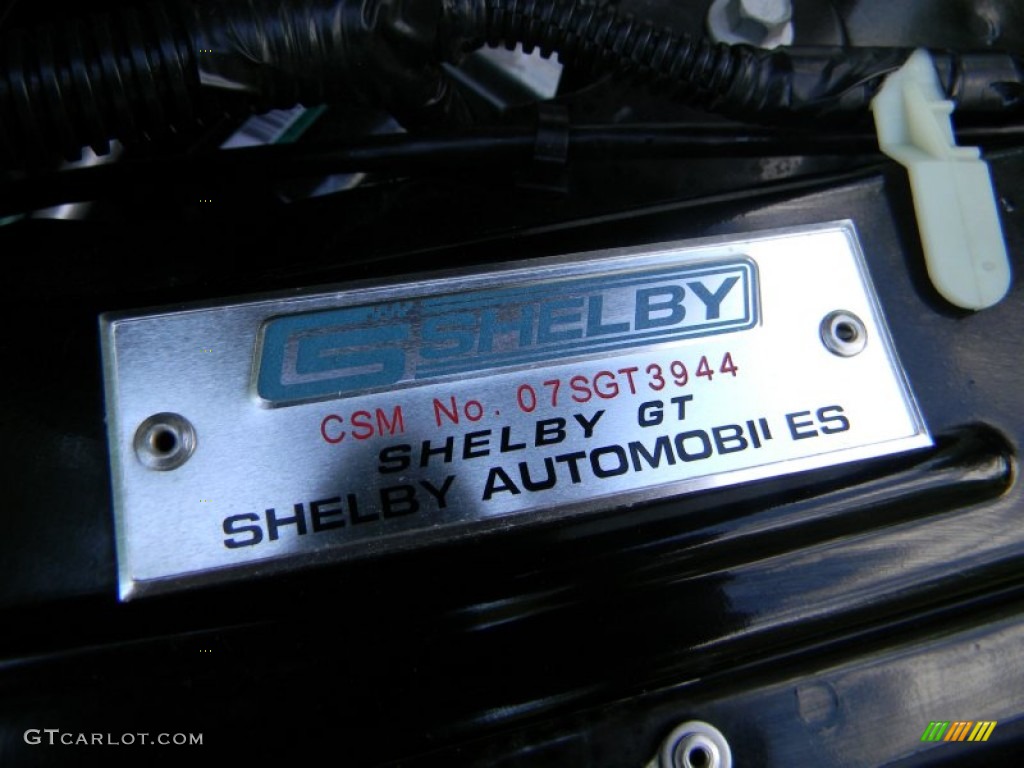 SHELBY
CSM No. 07SGT3944
SHELBY GT
SHELBY AUTOMOBILES
GTCARLOT.COM